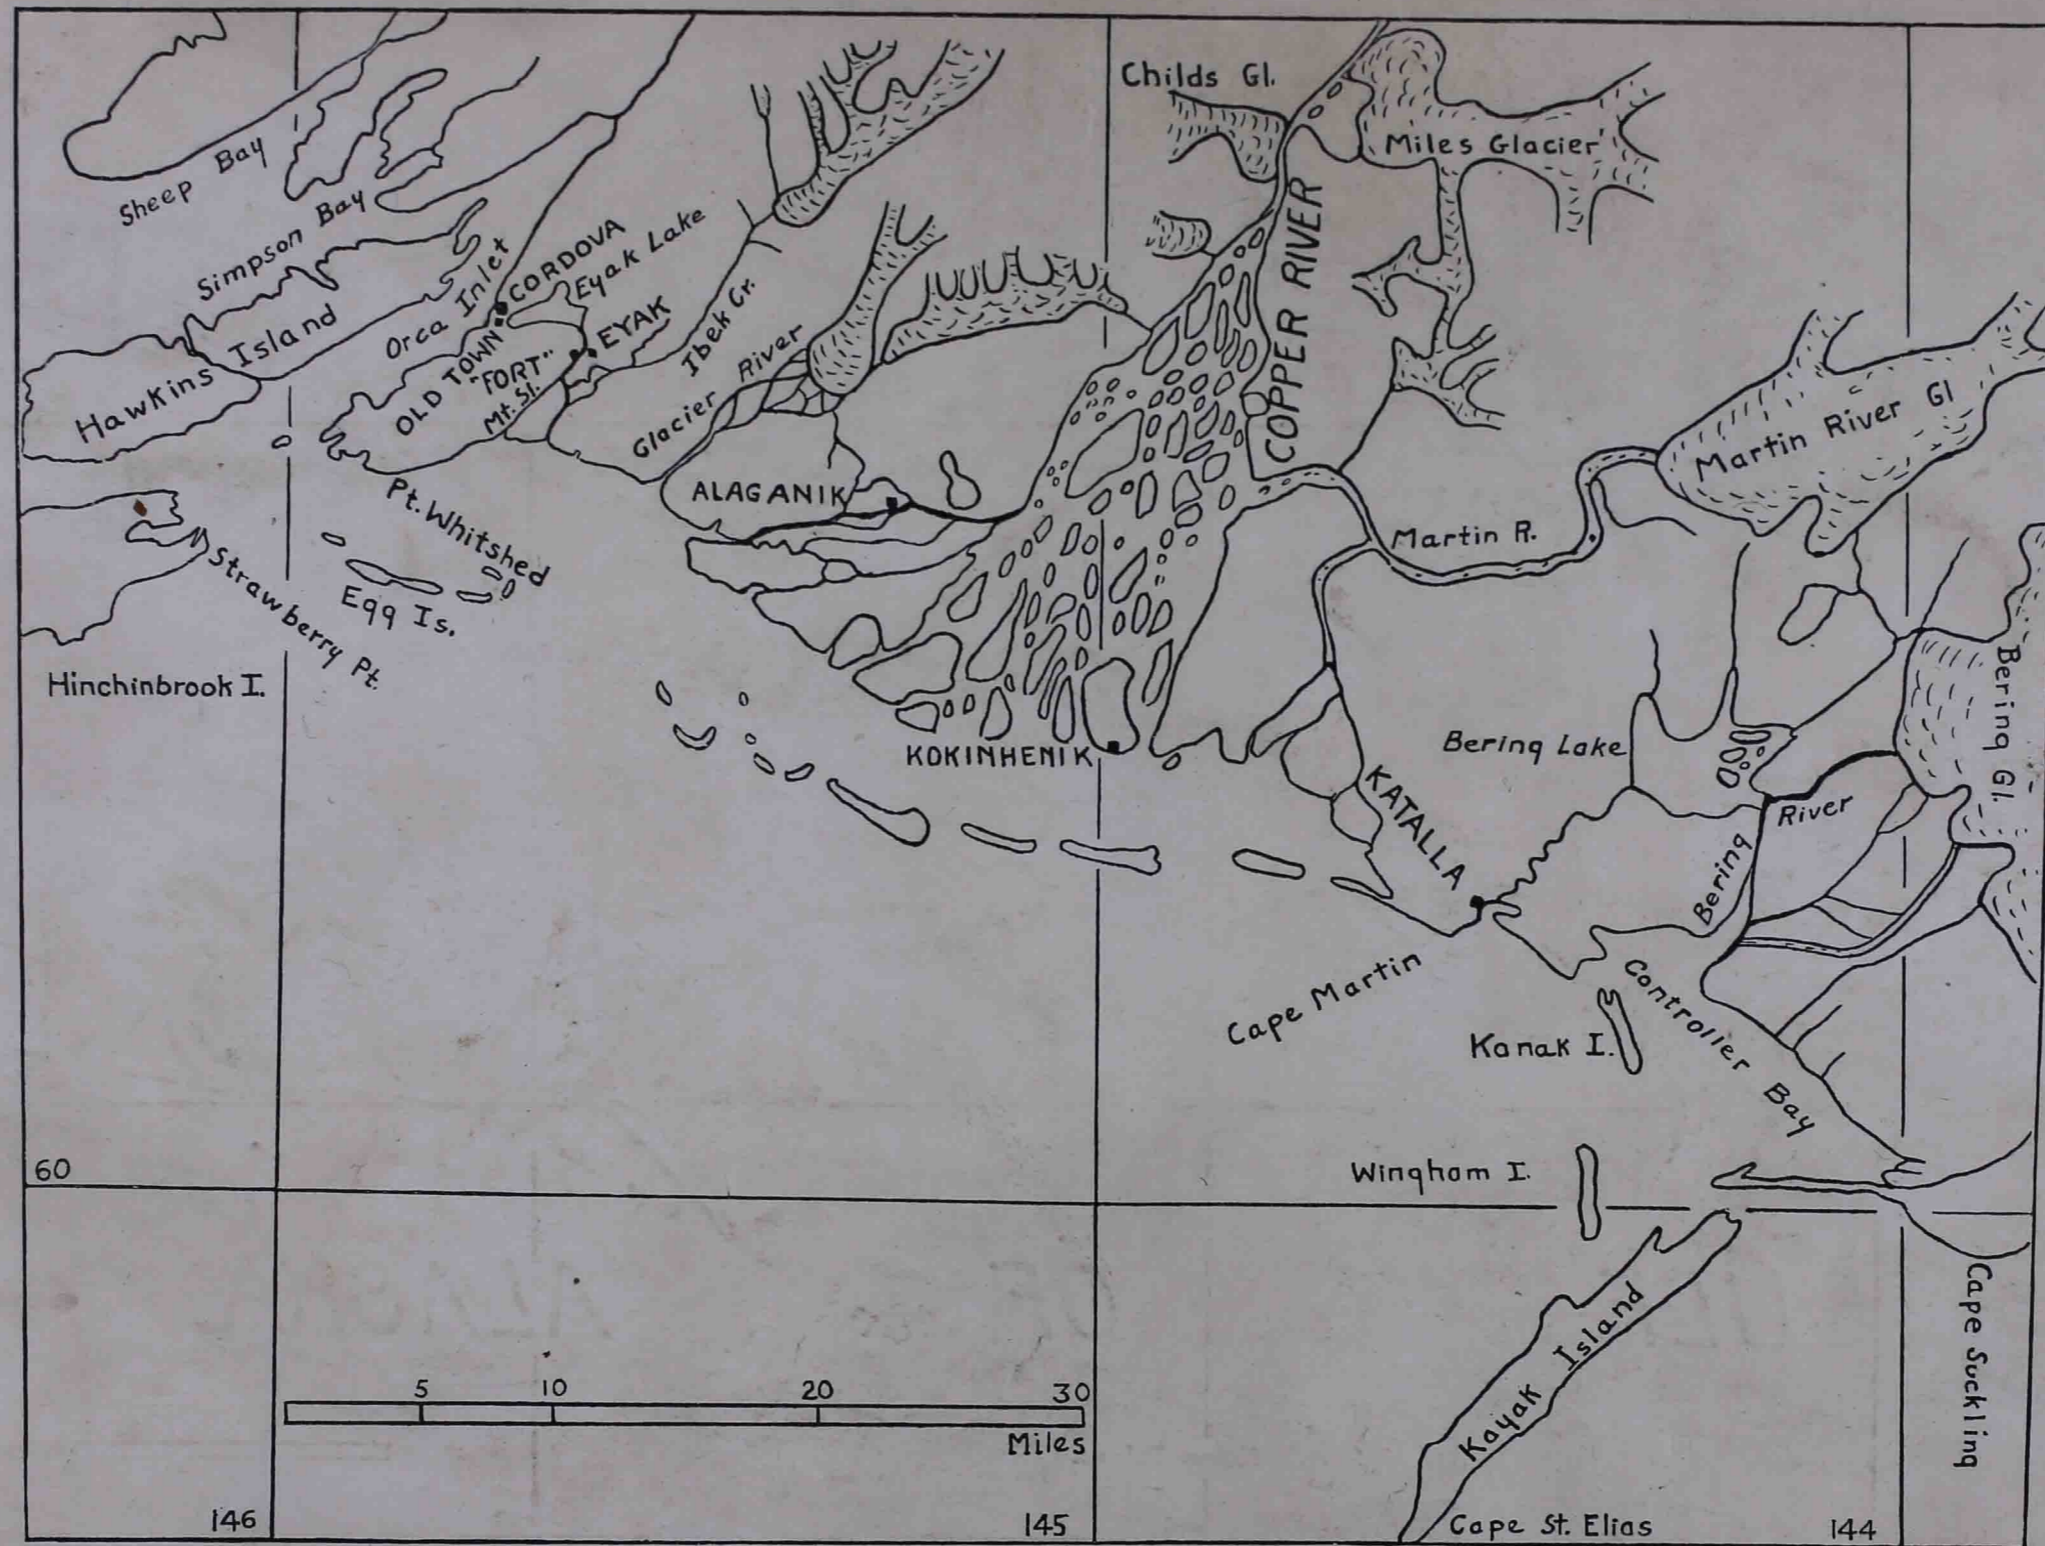 Childs Gl.
Miles Glacier
Sheep Bay
Simpson Bay
COPPER RIVER
Orca Inlet
CORDOVA
Eyak Lake
Hawkins Island
OLD TOWN
"FORT"
EYAK
Mt. Sl.
Ibek Cr.
Glacier River
Martin River Gl
ALAGANIK
Pt. Whitshed
Martin R.
Strawberry Pt.
Egg Is.
Hinchinbrook I.
Bering Gl.
KOKINHENIK
Bering Lake
KATALLA
Bering River
Cape Martin
Controller Bay
Kanak I.
60
Wingham I.
Kayak Island
Cape Suckling
5 10 20 30
Miles
146 145 144
Cape St. Elias